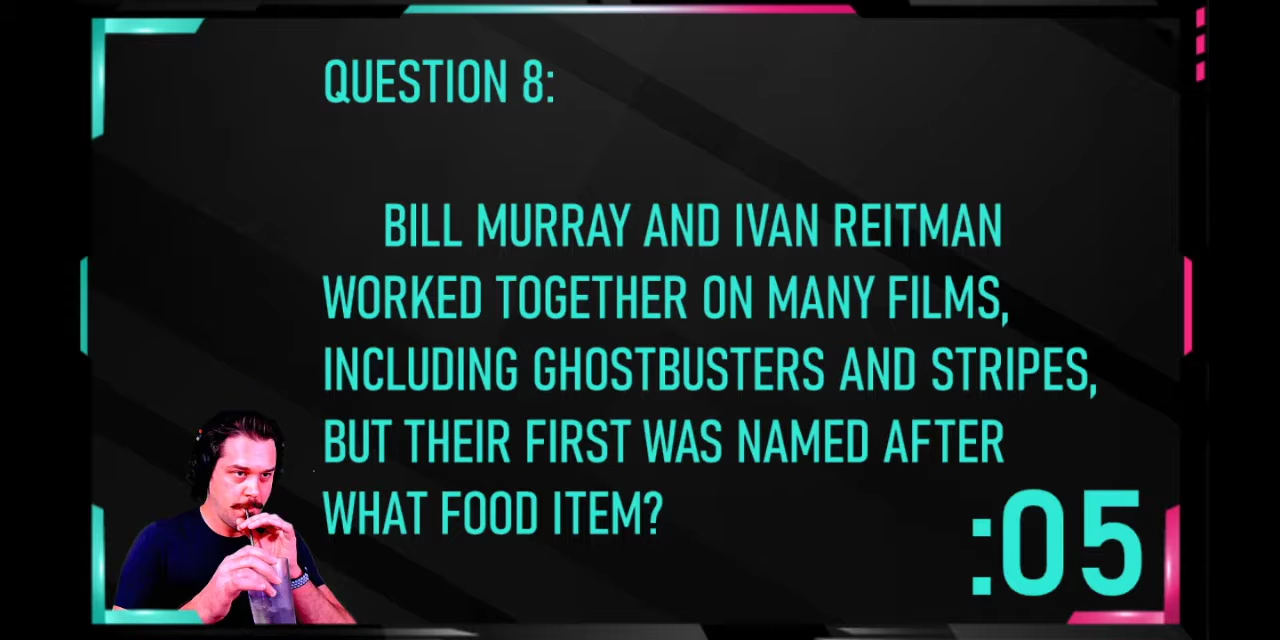 QUESTION 8:
BILL MURRAY AND IVAN REITMAN
WORKED TOGETHER ON MANY FILMS,
INCLUDING GHOSTBUSTERS AND STRIPES,
BUT THEIR FIRST WAS NAMED AFTER
WHAT FOOD ITEM?
:05